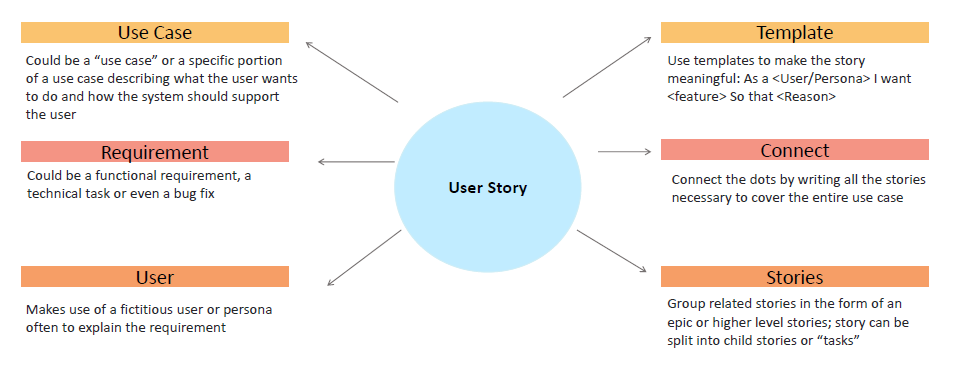 Use Case
Could be a “use case” or a specific portion
of a use case describing what the user wants
to do and how the system should support
the user
Requirement
Could be a functional requirement, a
technical task or even a bug fix
User
Makes use of a fictitious user or persona
often to explain the requirement
User Story
Template
Use templates to make the story
meaningful: As a <User/Persona> I want
<feature> So that <Reason>
Connect
Connect the dots by writing all the stories
necessary to cover the entire use case
Stories
Group related stories in the form of an
epic or higher level stories; story can be
split into child stories or “tasks”